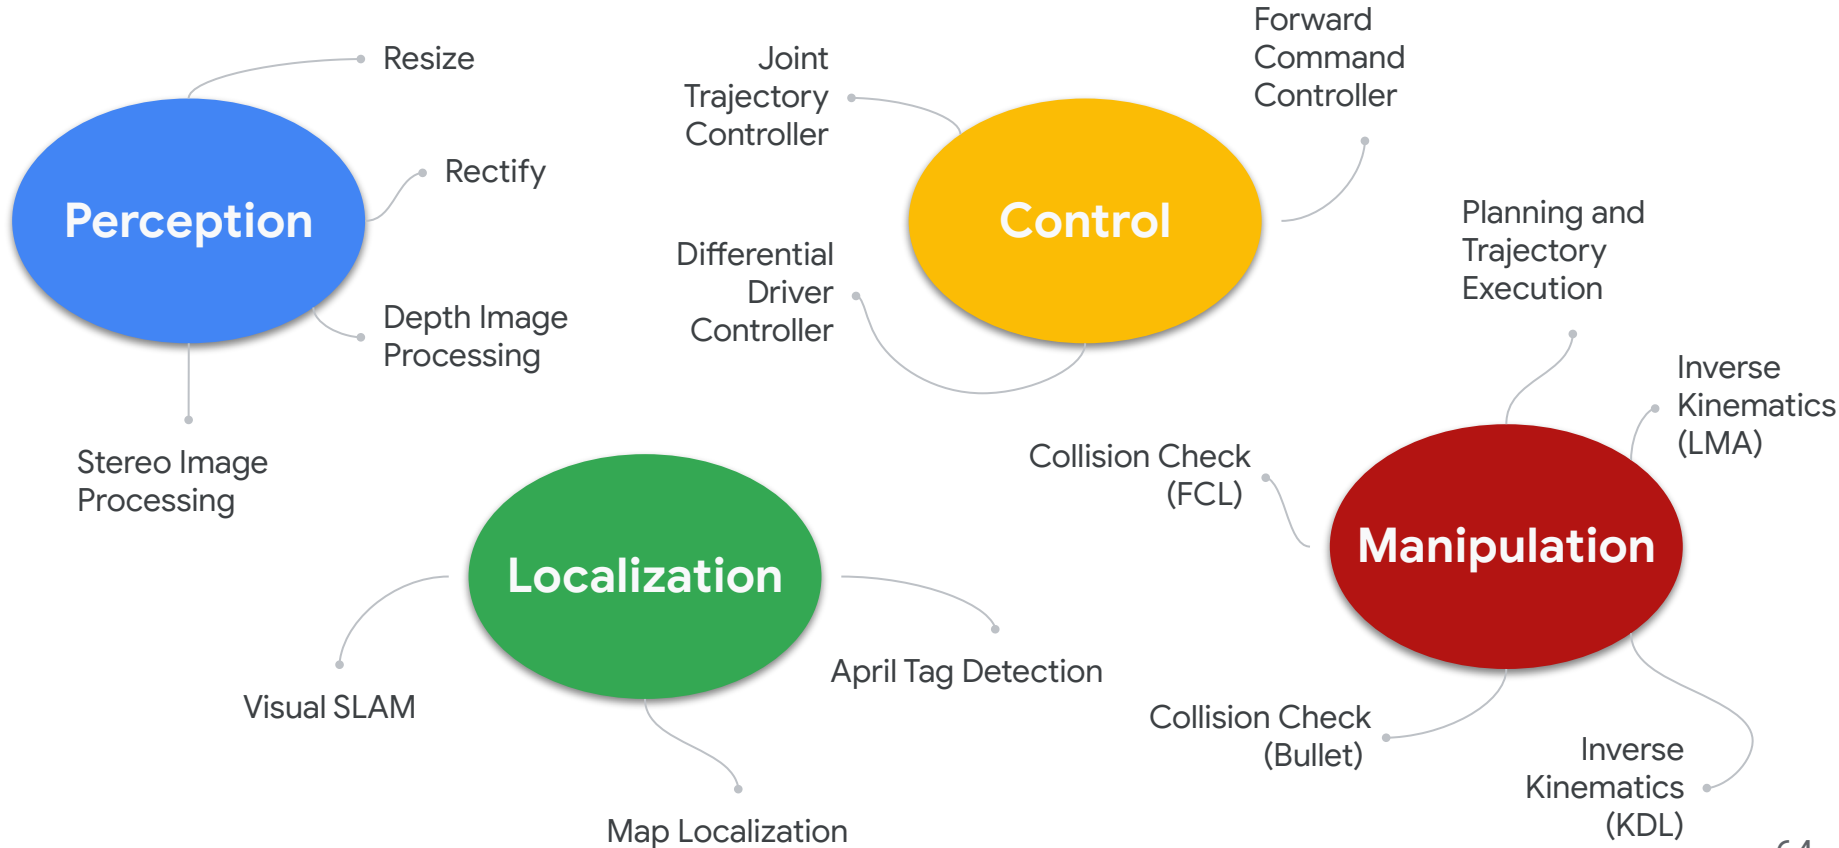 Resize
Rectify
Perception
Depth Image
Processing
Stereo Image
Processing
Joint
Trajectory
Controller
Forward
Command
Controller
Control
Differential
Driver
Controller
Planning and
Trajectory
Execution
Inverse
Kinematics
(LMA)
Collision Check
(FCL)
Manipulation
Collision Check
(Bullet)
Inverse
Kinematics
(KDL)
Localization
Visual SLAM
April Tag Detection
Map Localization